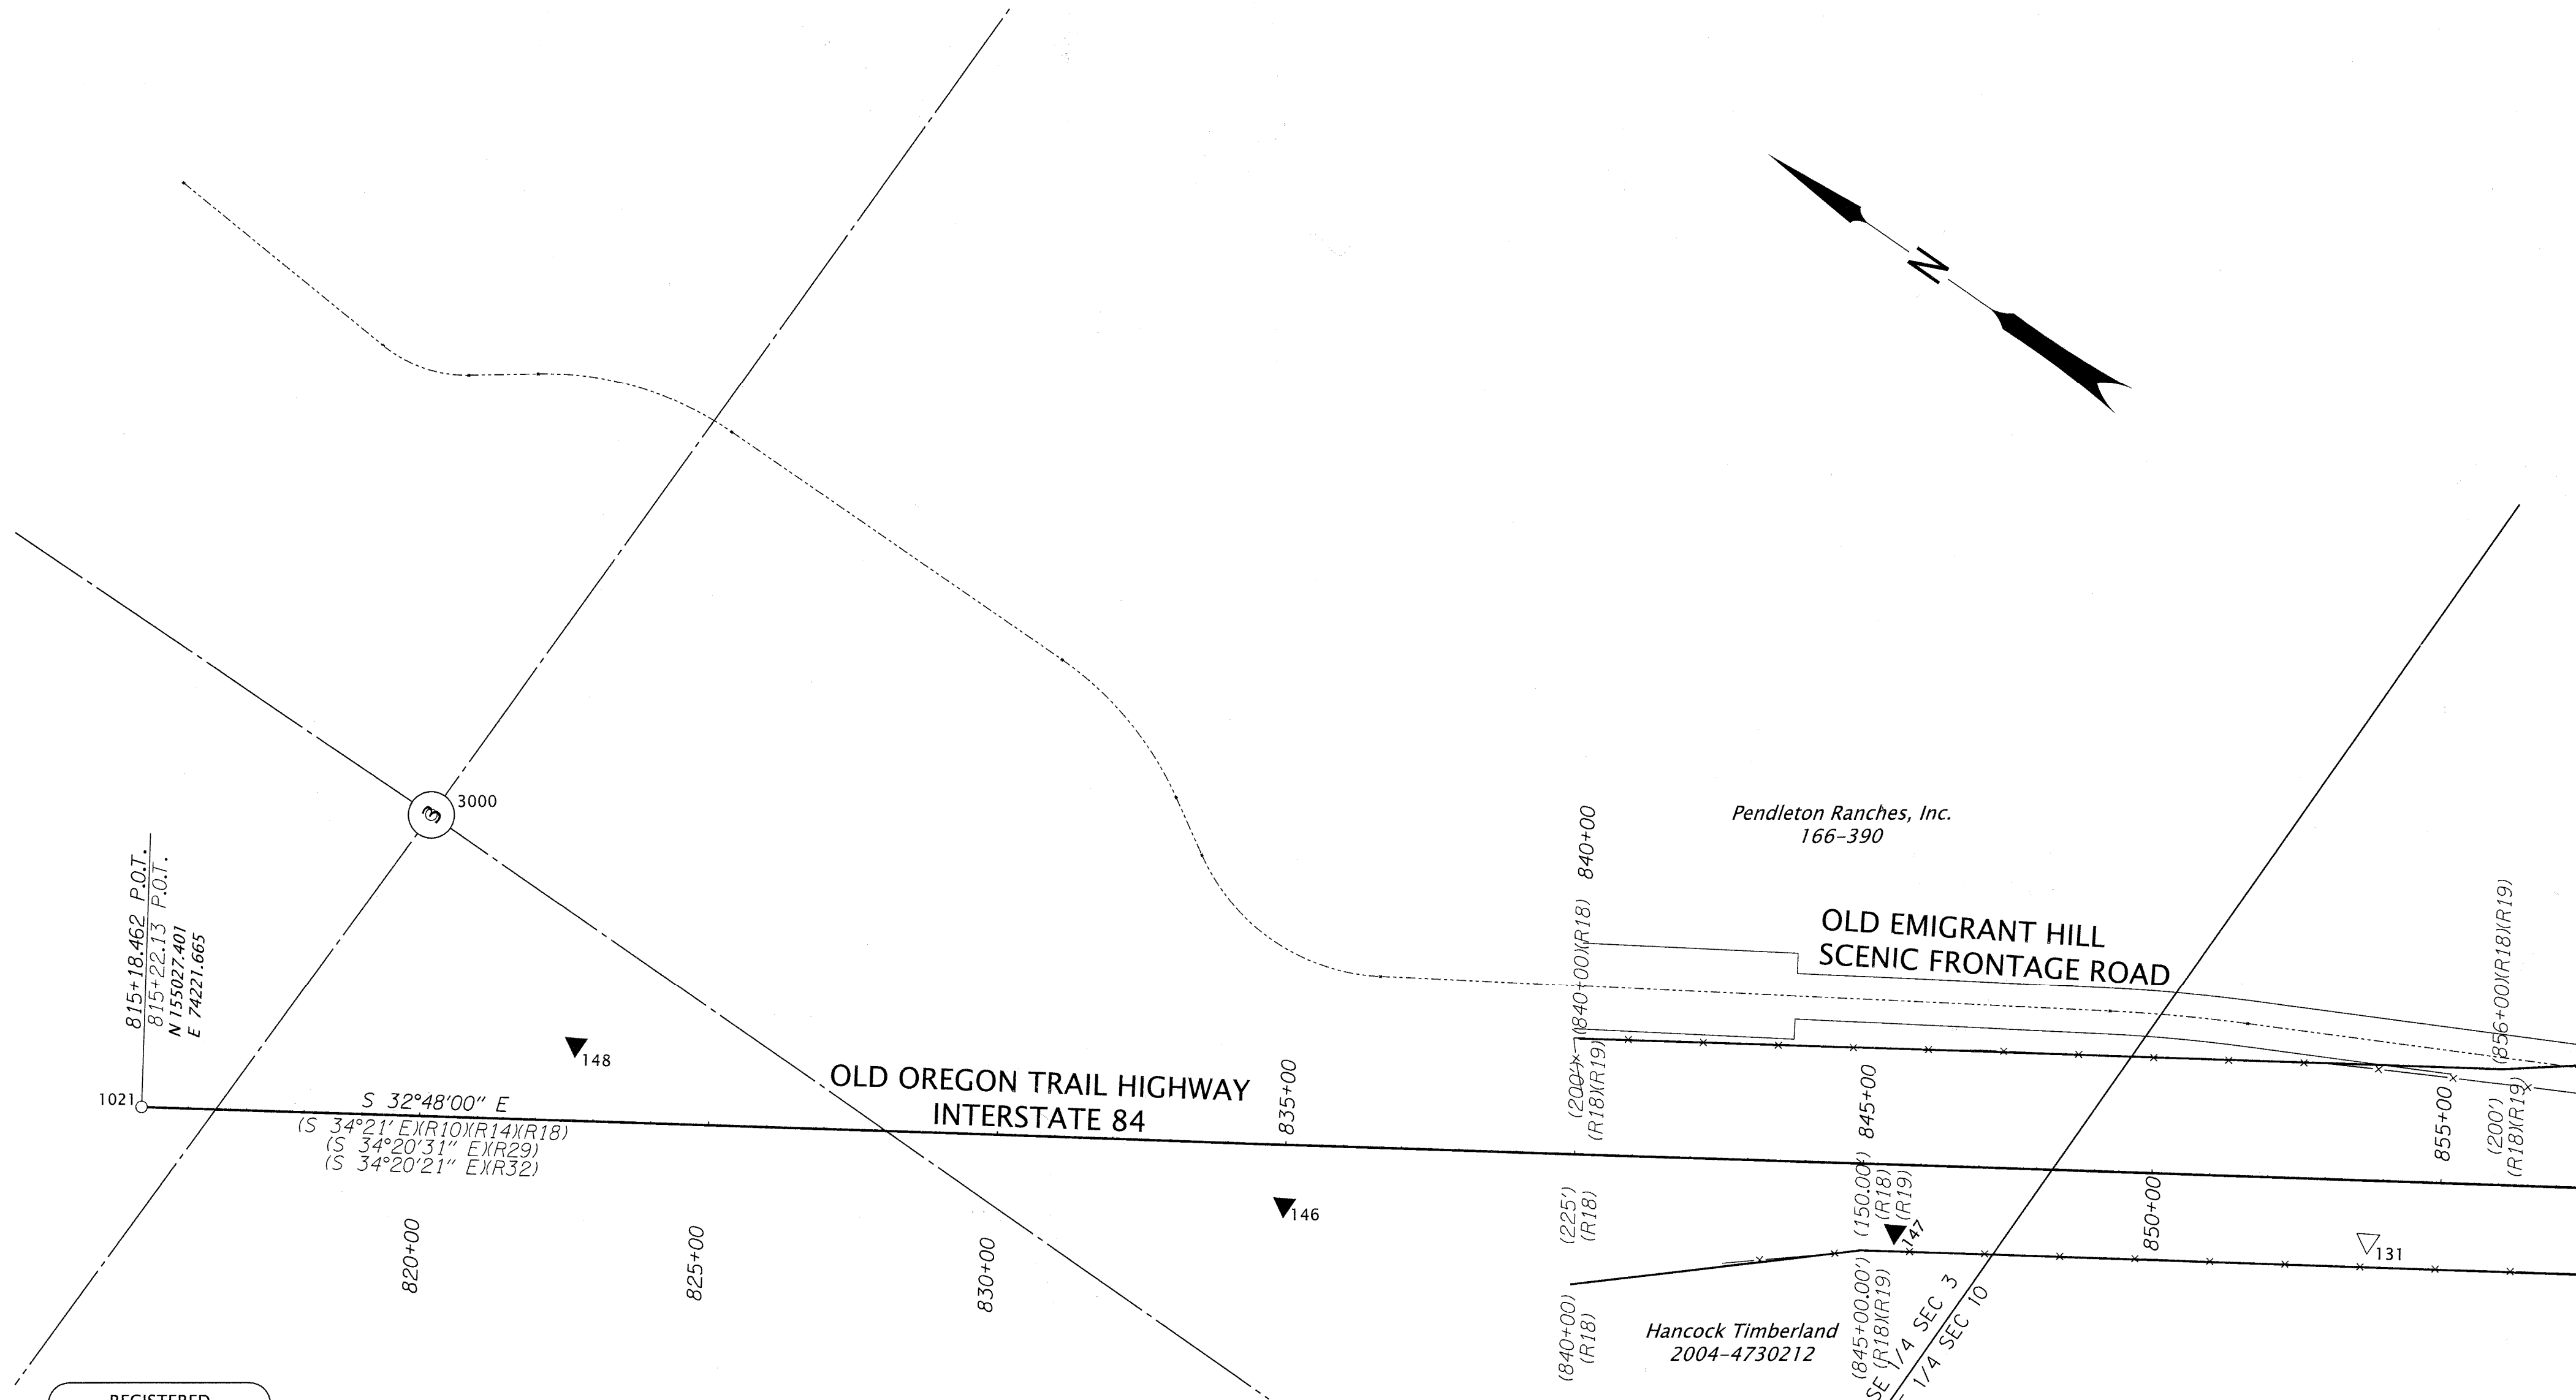 N
3000
3
815+18.462 P.O.T.
815+22.13 P.O.T.
N 155027.401
E 74221.665
1021
148
S 32°48'00" E
(S 34°21' E)(R10)(R14)(R18)
(S 34°20'31" E)(R29)
(S 34°20'21" E)(R32)
OLD OREGON TRAIL HIGHWAY
INTERSTATE 84
820+00
825+00
830+00
835+00
146
840+00
(840+00)(R18)
(200')
(R18)(R19)
(225')
(R18)
(840+00)
(R18)
Pendleton Ranches, Inc.
166-390
OLD EMIGRANT HILL
SCENIC FRONTAGE ROAD
845+00
(150.00')
(R18)
(R19)
147
(845+00.00')
(R18)(R19)
Hancock Timberland
2004-4730212
SE 1/4 SEC 3
1/4 SEC 10
850+00
131
855+00
(856+00)(R18)(R19)
(200')
(R18)(R19)
REGISTERED